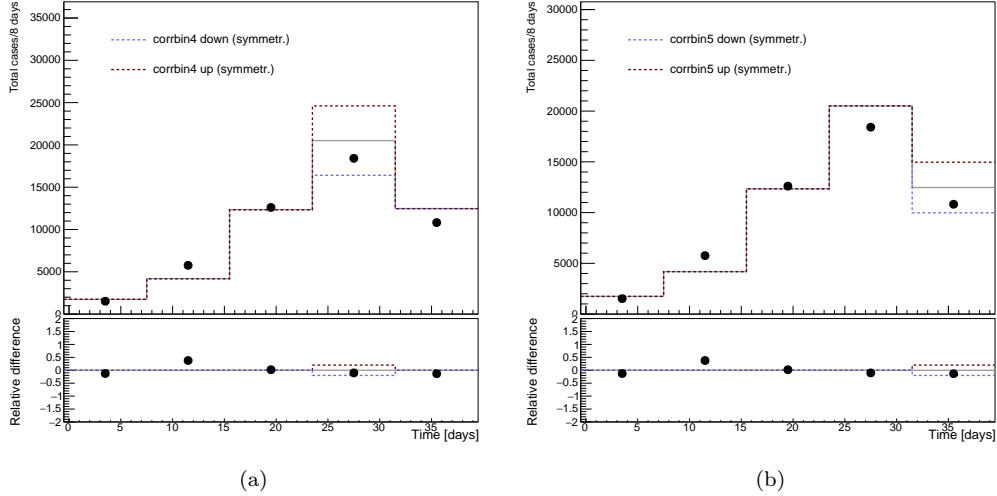 Total cases/8 days
35000
30000
25000
20000
15000
10000
5000
0
corrbin4 down (symmetr.)
corrbin4 up (symmetr.)
Relative difference
2
1.5
1
0.5
0
−0.5
−1
−1.5
−2
0 5 10 15 20 25 30 35
Time [days]
(a)
Total cases/8 days
30000
25000
20000
15000
10000
5000
0
corrbin5 down (symmetr.)
corrbin5 up (symmetr.)
Relative difference
2
1.5
1
0.5
0
−0.5
−1
−1.5
−2
0 5 10 15 20 25 30 35
Time [days]
(b)